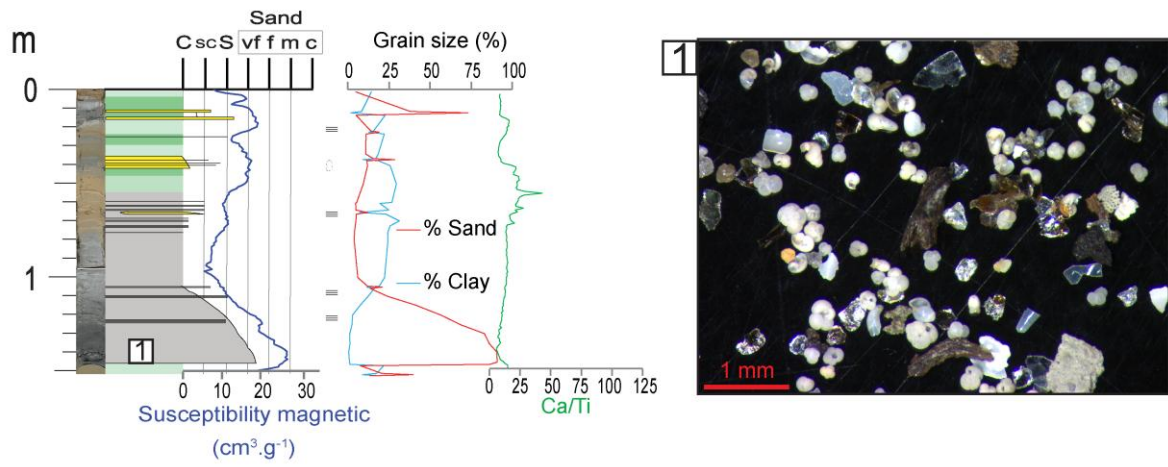 m
Sand
C sc S vf f m c
Grain size (%)
0 25 50 75 100
0
1
% Sand
% Clay
1
0 10 20 30
0 25 50 75 100 125
Susceptibility magnetic
(cm³.g⁻¹)
Ca/Ti
1
1 mm